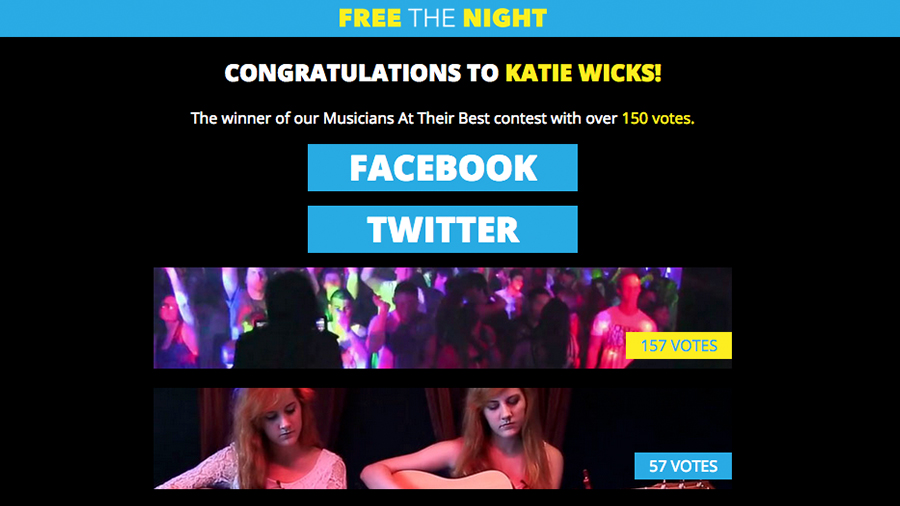 FREE THE NIGHT
CONGRATULATIONS TO KATIE WICKS!
The winner of our Musicians At Their Best contest with over 150 votes.
FACEBOOK
TWITTER
157 VOTES
57 VOTES